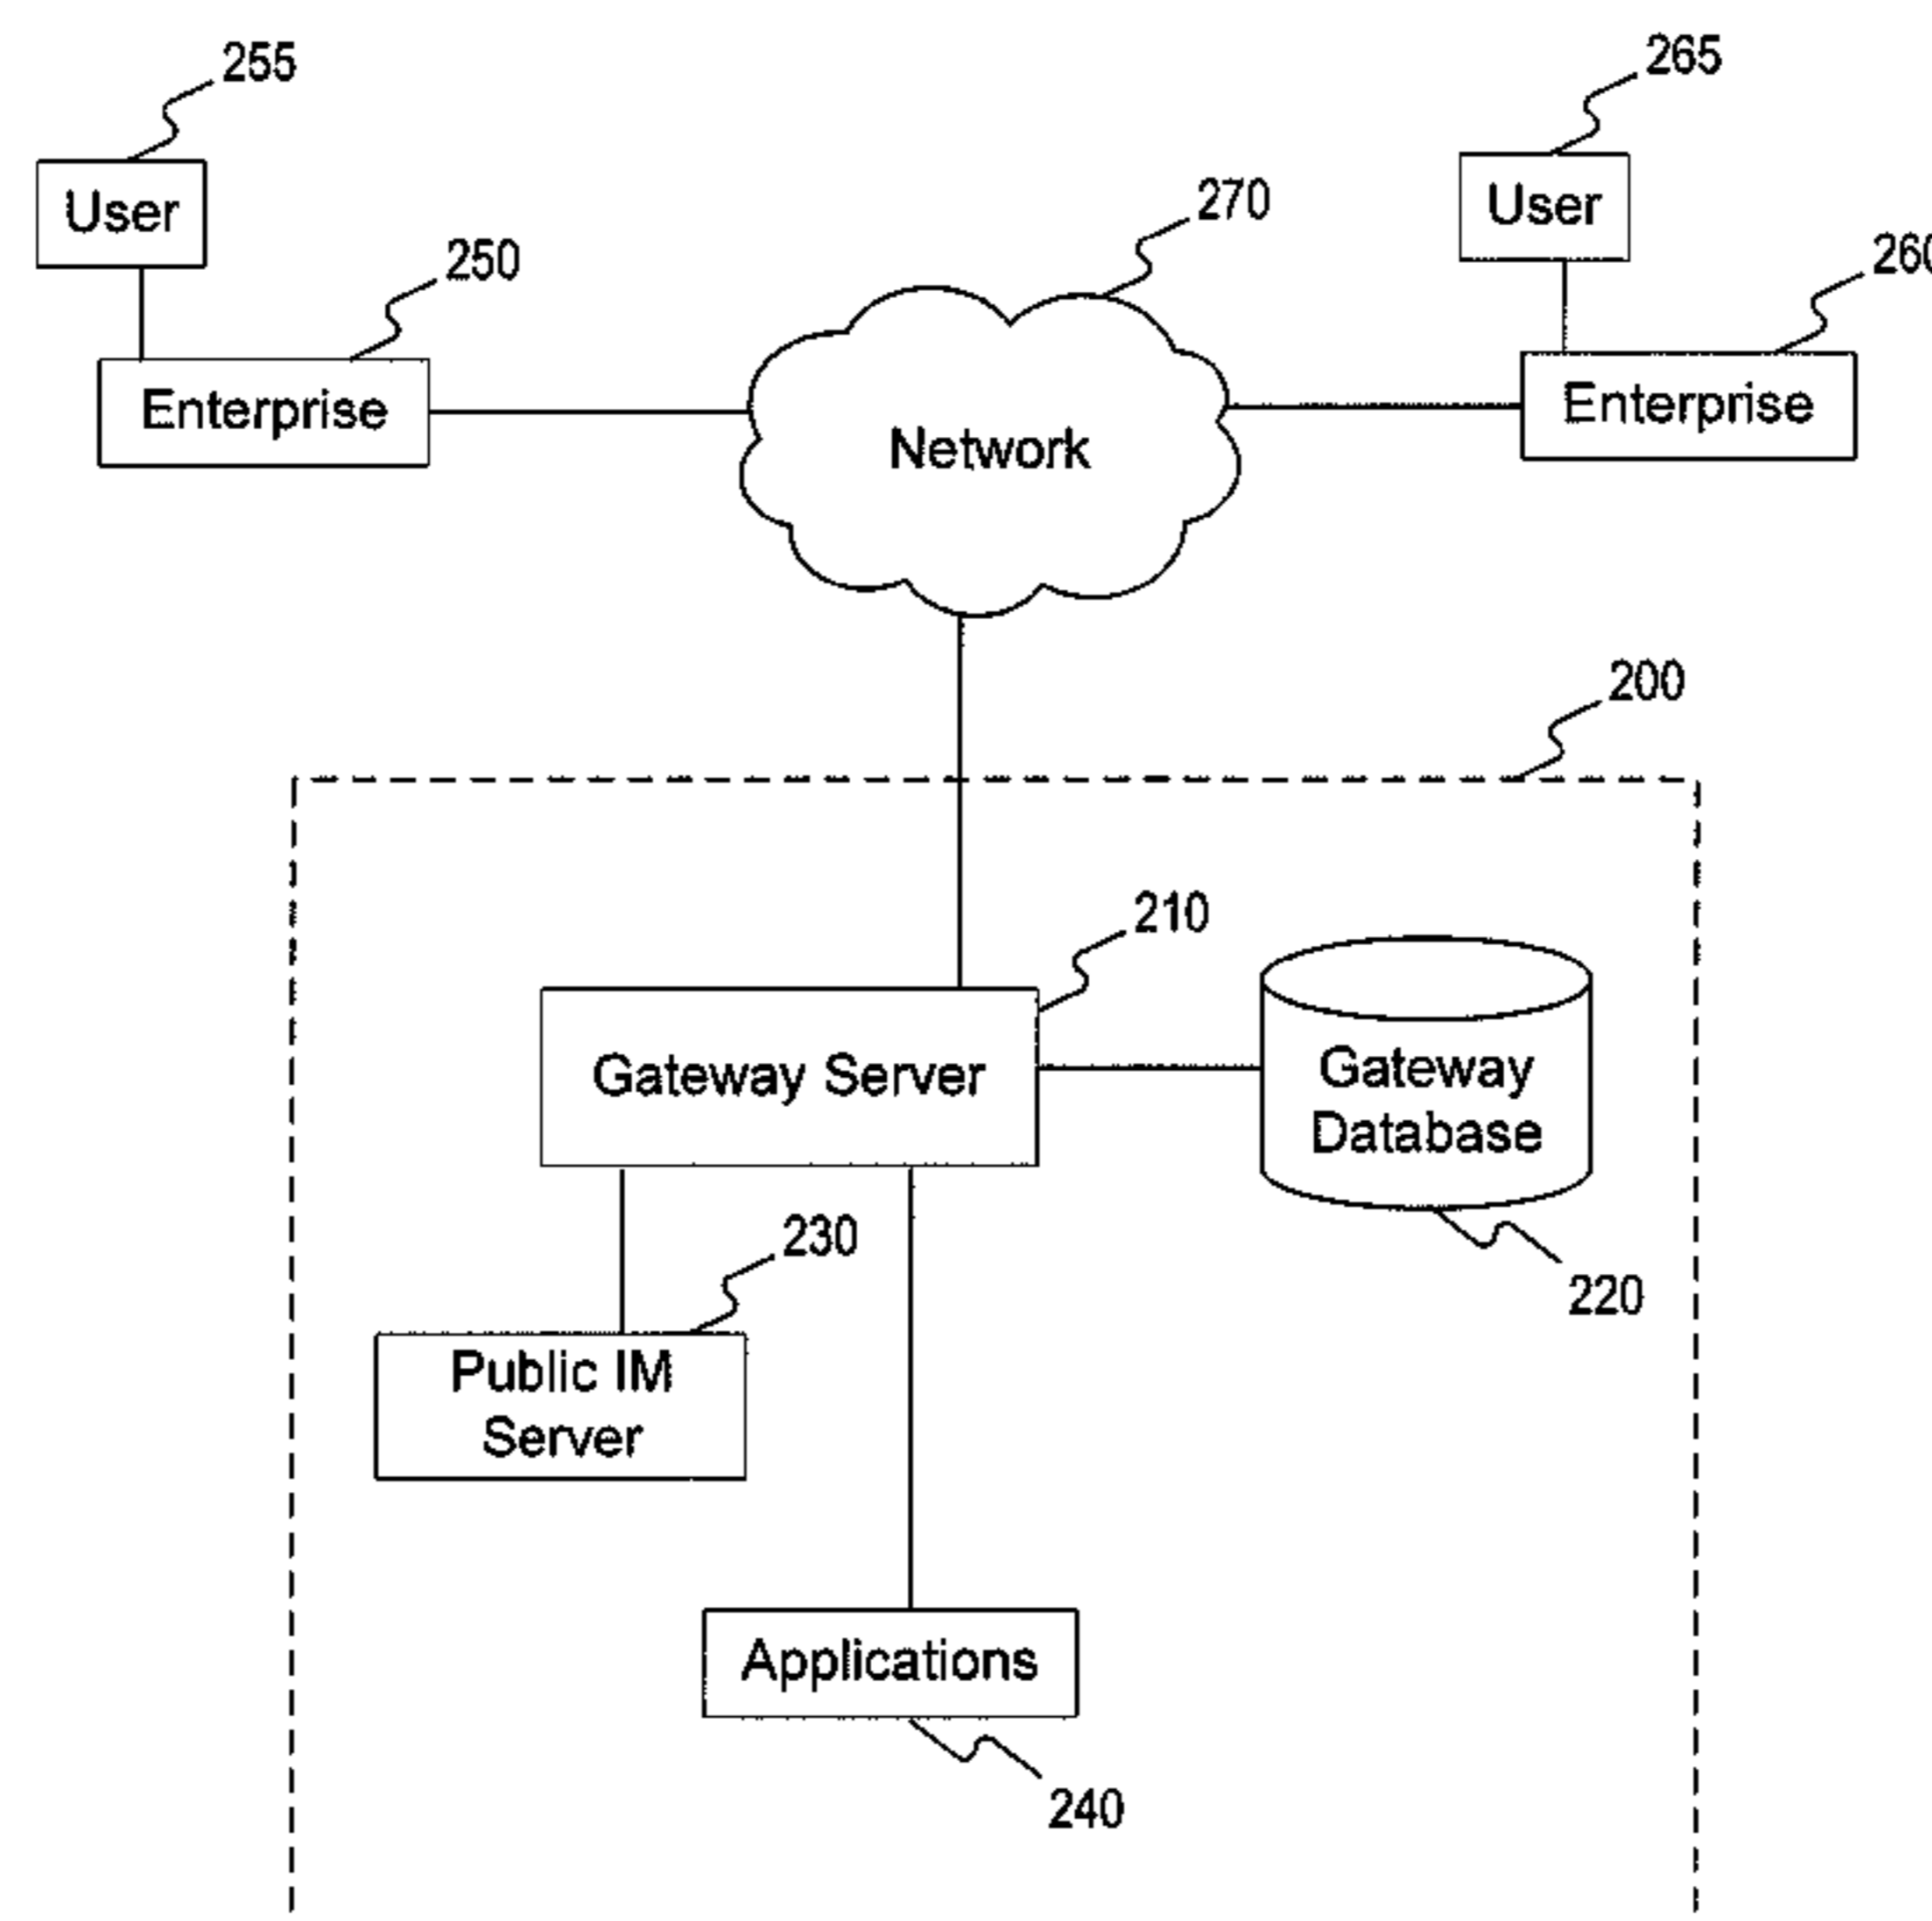 255
265
User
User
270
250
260
Enterprise
Enterprise
Network
200
210
Gateway Server
Gateway
Database
230
220
Public IM
Server
Applications
240